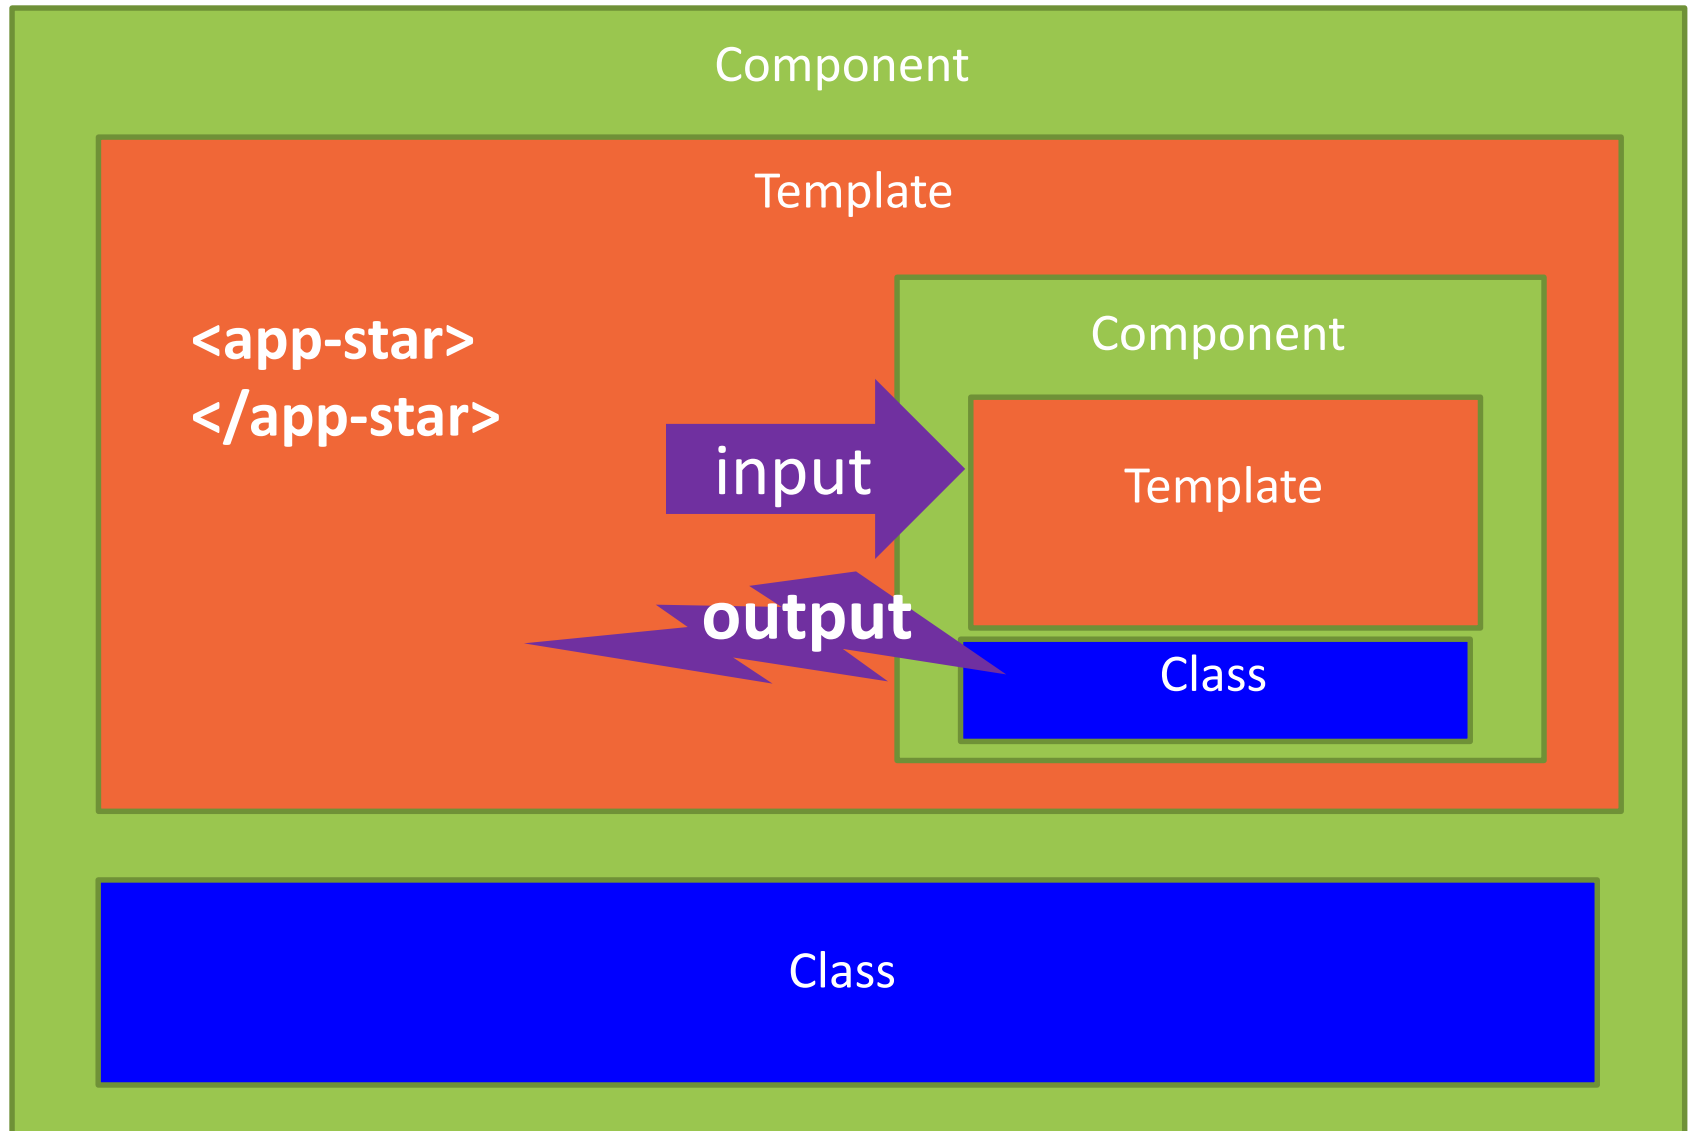 Component
Template
<app-star>
</app-star>
Component
input
Template
output
Class
Class